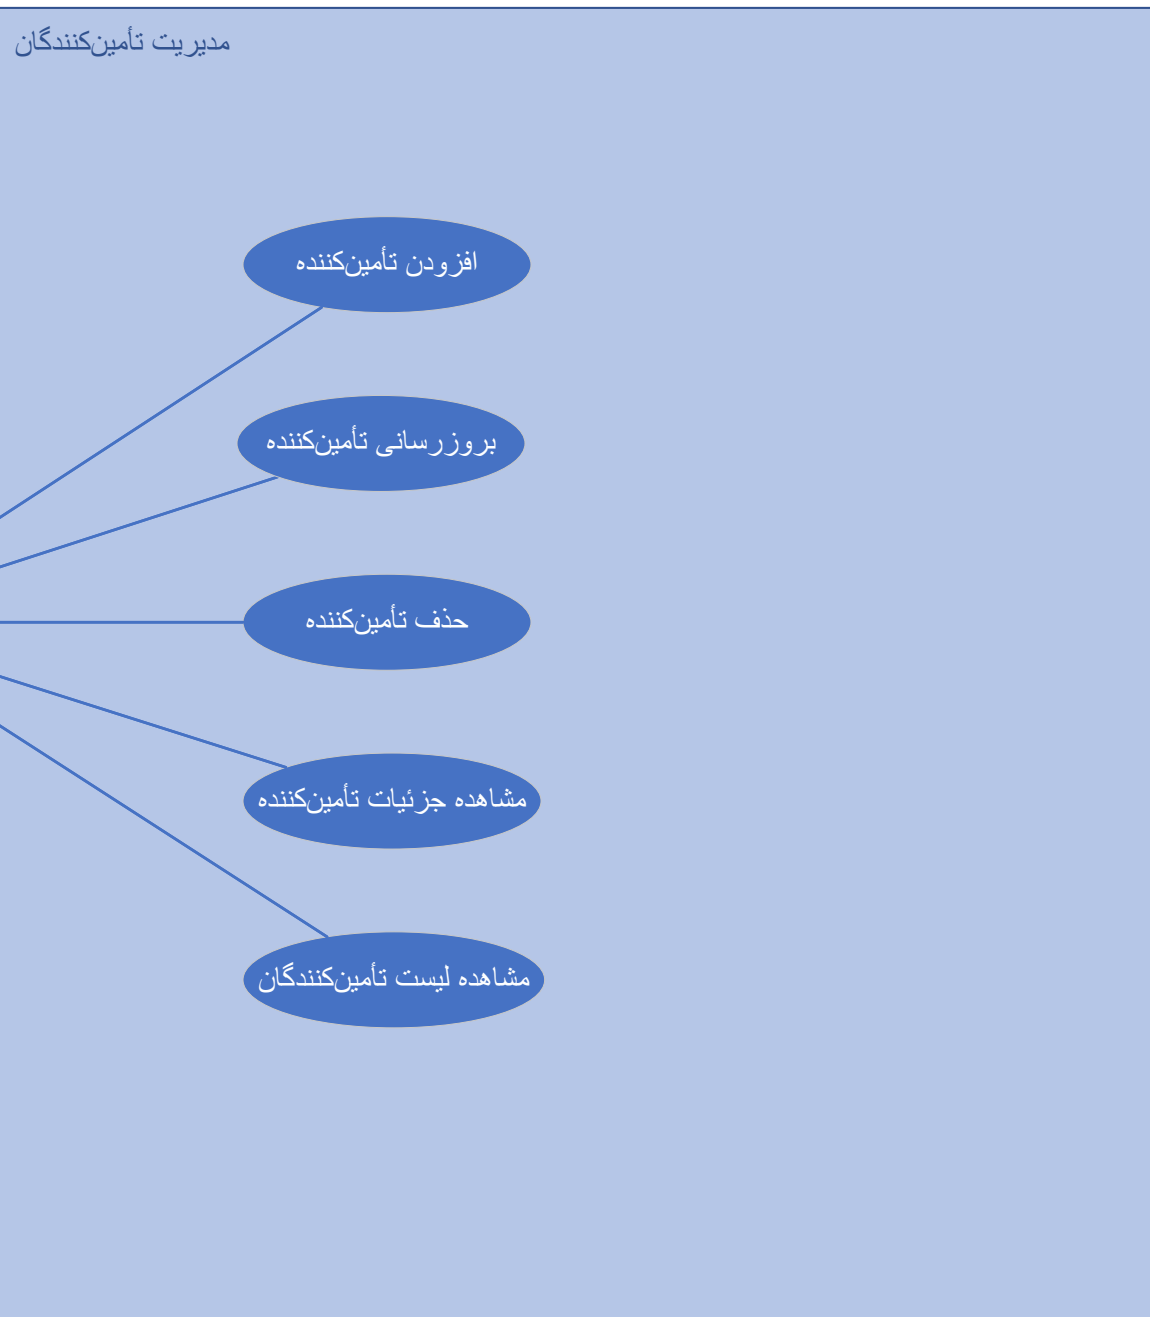 مدیریت تأمین‌کنندگان
افزودن تأمین‌کننده
بروزرسانی تأمین‌کننده
حذف تأمین‌کننده
مشاهده جزئیات تأمین‌کننده
مشاهده لیست تأمین‌کنندگان